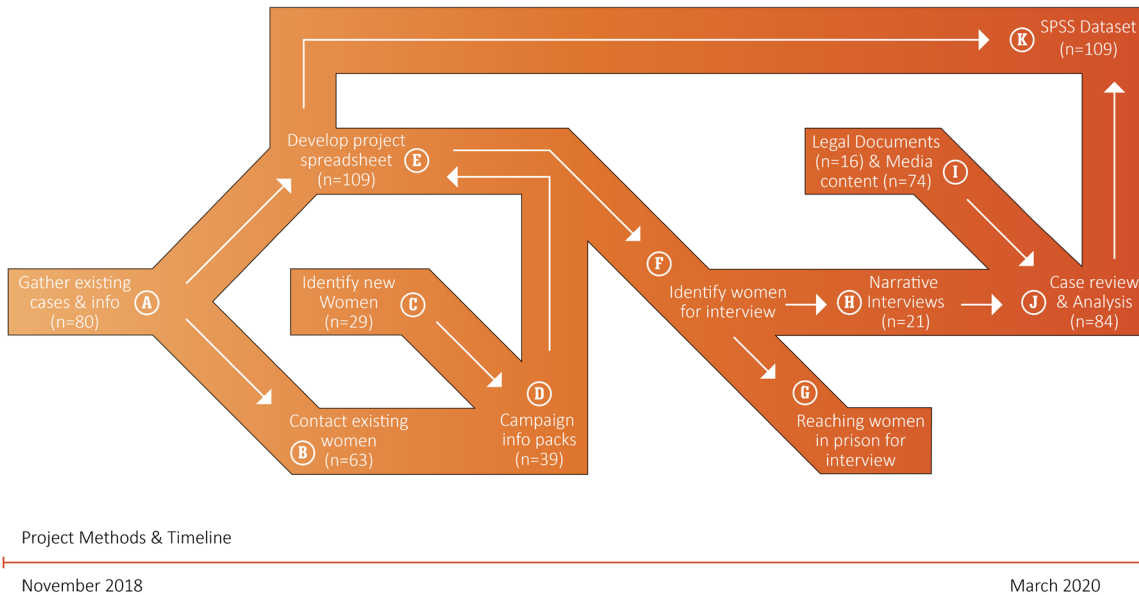 SPSS Dataset
(n=109)
K
Develop project
spreadsheet
(n=109)
E
Legal Documents
(n=16) & Media
content (n=74)
I
Gather existing
cases & info
(n=80)
A
Identify new
Women
(n=29)
C
F
Identify women
for interview
H
Narrative
Interviews
(n=21)
J
Case review
& Analysis
(n=84)
B
Contact existing
women
(n=63)
D
Campaign
info packs
(n=39)
G
Reaching women
in prison for
interview
Project Methods & Timeline
November 2018
March 2020